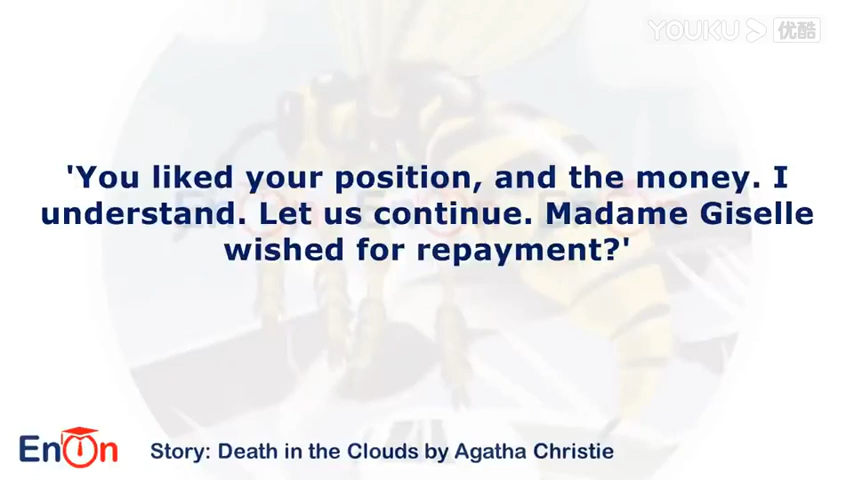 YOUKU 优酷
'You liked your position, and the money. I
understand. Let us continue. Madame Giselle
wished for repayment?'
EnOn
Story: Death in the Clouds by Agatha Christie